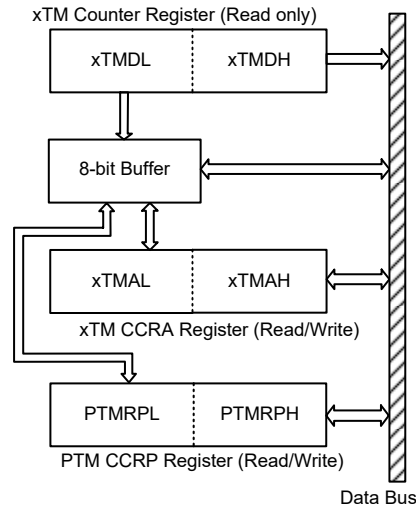 xTM Counter Register (Read only)
xTMDL xTMDH
8-bit Buffer
xTMAL xTMAH
xTM CCRA Register (Read/Write)
PTMRPL PTMRPH
PTM CCRP Register (Read/Write)
Data Bus